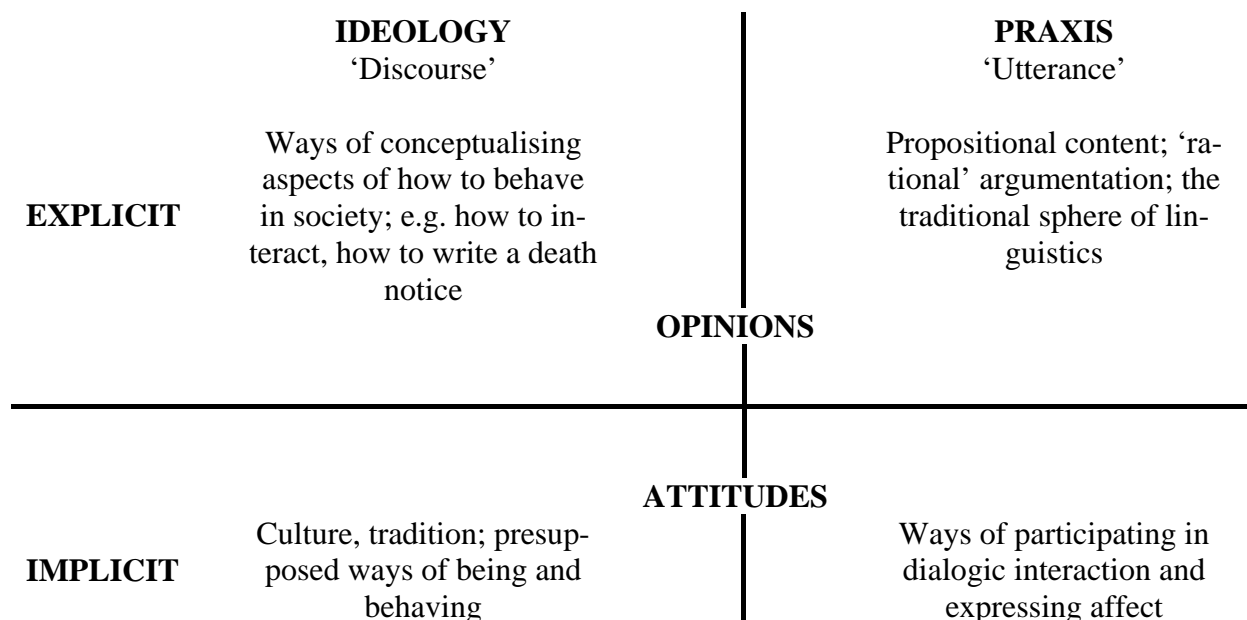 IDEOLOGY
‘Discourse’
PRAXIS
‘Utterance’
EXPLICIT
Ways of conceptualising
aspects of how to behave
in society; e.g. how to in-
teract, how to write a death
notice
Propositional content; ‘ra-
tional’ argumentation; the
traditional sphere of lin-
guistics
OPINIONS
ATTITUDES
IMPLICIT
Culture, tradition; presup-
posed ways of being and
behaving
Ways of participating in
dialogic interaction and
expressing affect